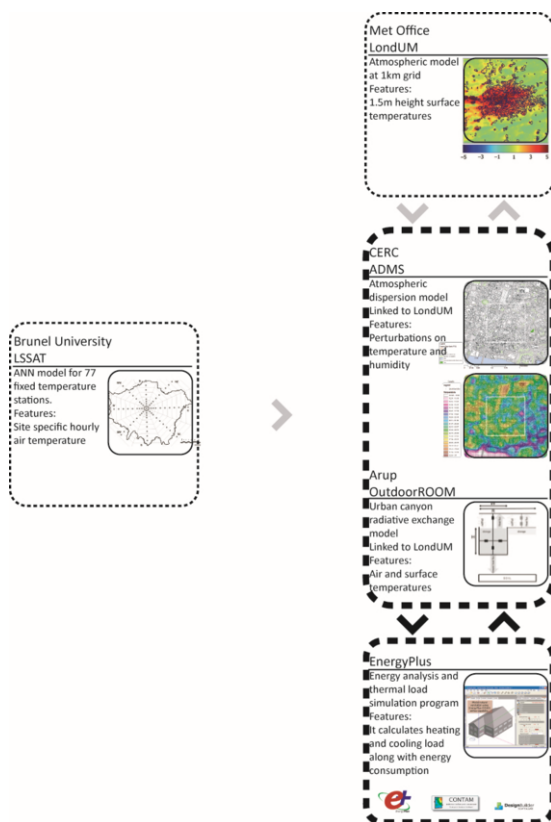 Met Office
LondUM
Atmospheric model
at 1km grid
Features:
1.5m height surface
temperatures
-5 -3 -1 1 3 5
CERC
ADMS
Atmospheric
dispersion model
Linked to LondUM
Features:
Perturbations on
temperature and
humidity
Brunel University
LSSAT
ANN model for 77
fixed temperature
stations.
Features:
Site specific hourly
air temperature
Arup
OutdoorROOM
Urban canyon
radiative exchange
model
Linked to LondUM
Features:
Air and surface
temperatures
EnergyPlus
Energy analysis and
thermal load
simulation program
Features:
It calculates heating
and cooling load
along with energy
consumption
CONTAM
DesignBuilder